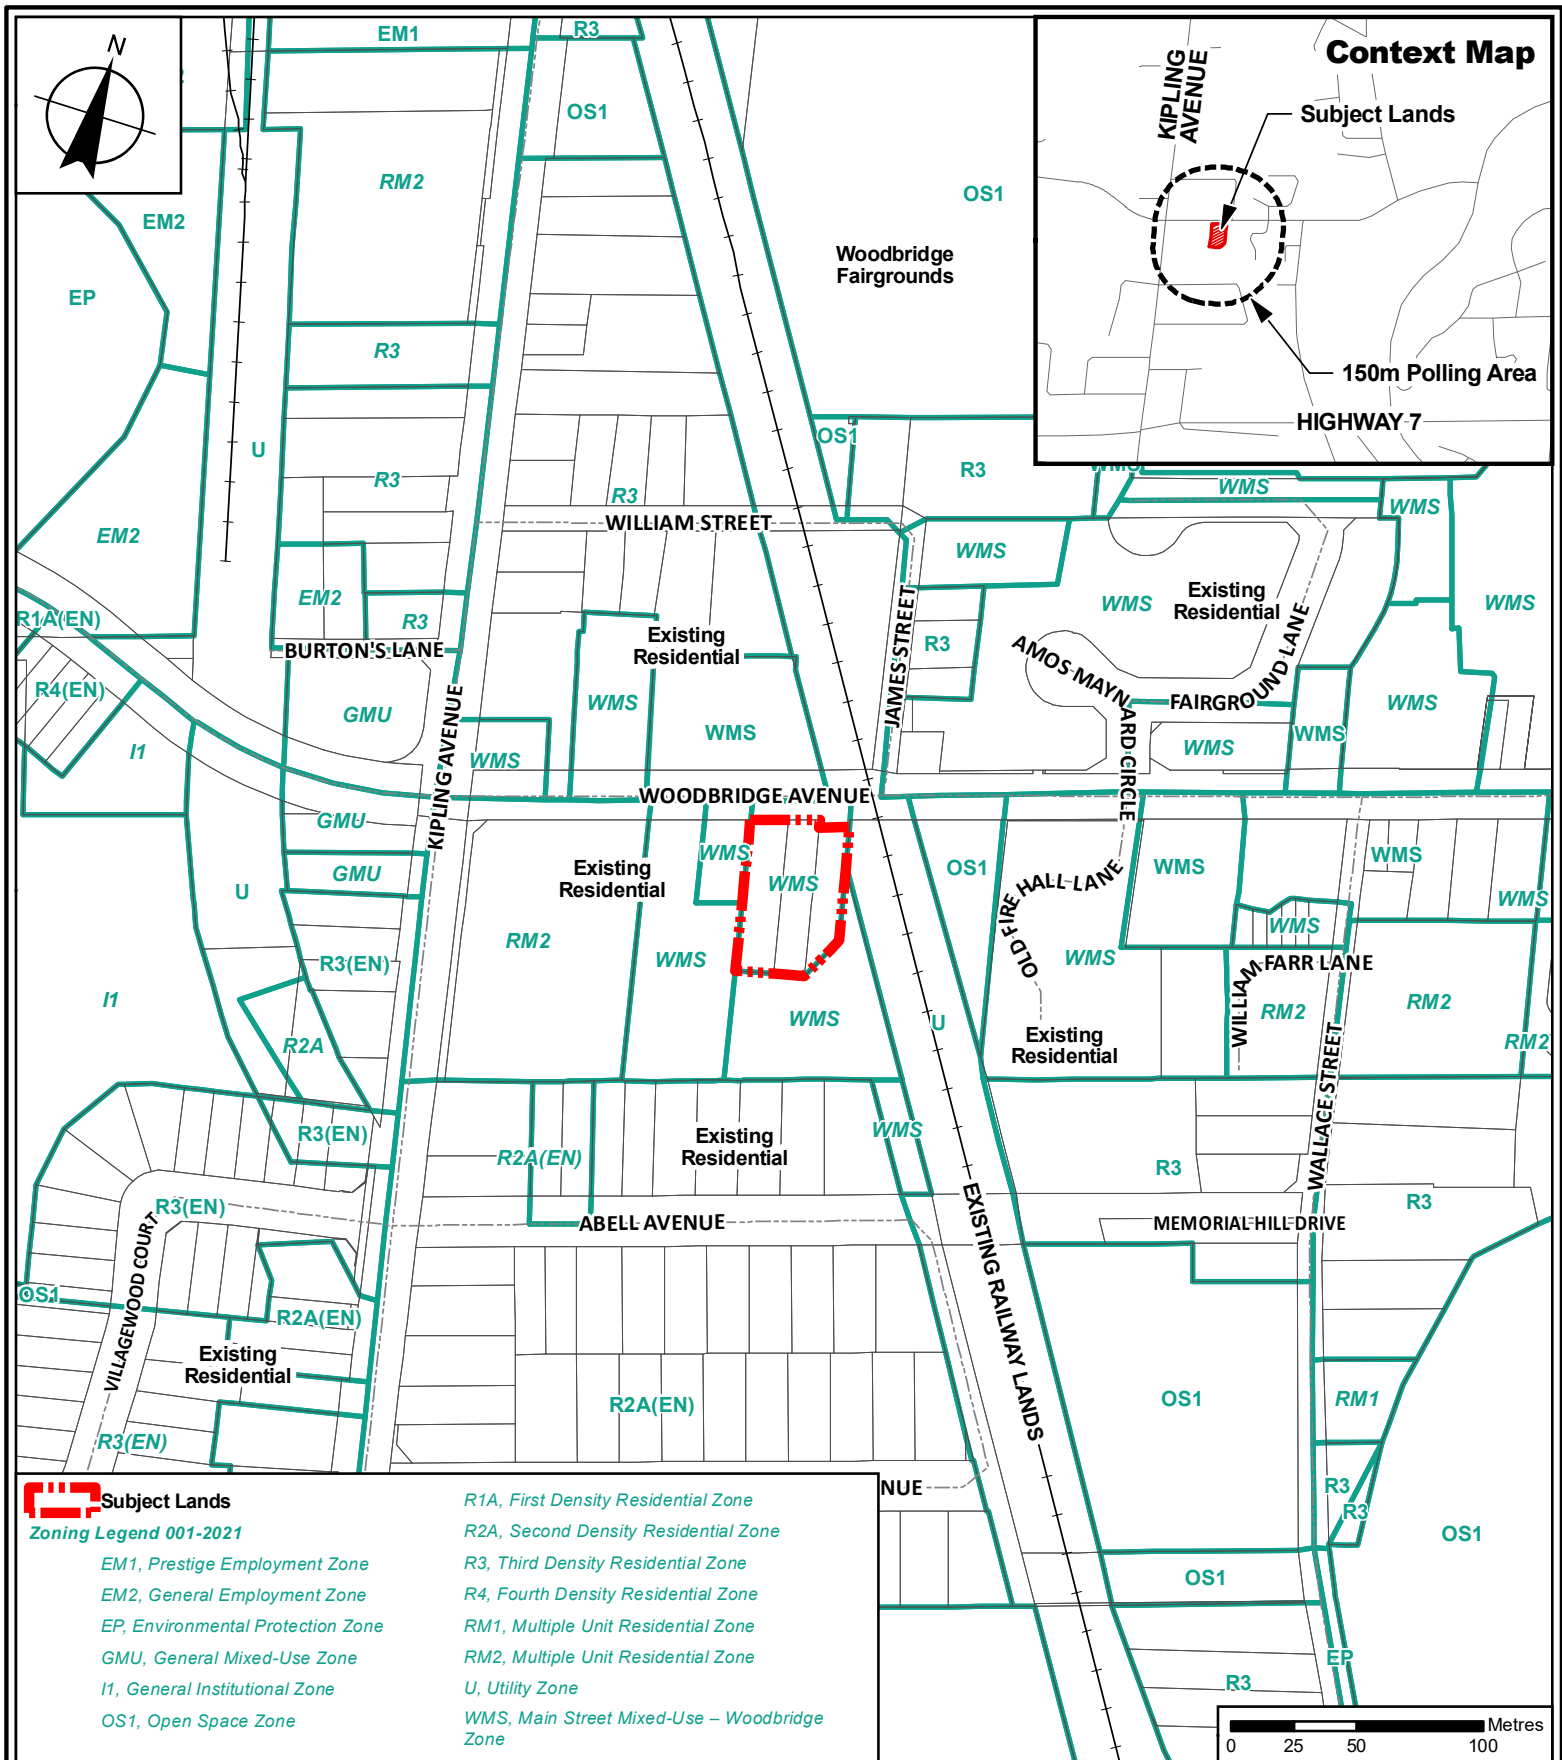 N
EM1
R3
OS1
RM2
EM2
EP
OS1
Woodbridge
Fairgrounds
Context Map
KIPLING
AVENUE
Subject Lands
150m Polling Area
HIGHWAY 7
R3
U
R3
R3
OS1
R3
WMS
WMS
WMS
WILLIAM STREET
EM2
WMS
EM2
R3
Existing
Residential
WMS
WMS
R1A(EN)
BURTON'S LANE
Existing
Residential
JAMES STREET
R3
AMOS MAYNARD CIRCLE
FAIRGROUND LANE
R4(EN)
GMU
KIPLING AVENUE
WMS
WMS
WMS
WMS
WMS
I1
WMS
WMS
WOODBRIDGE AVENUE
GMU
GMU
U
Existing
Residential
WMS
WMS
OS1
OLD FIRE HALL LANE
WMS
WMS
WMS
WMS
RM2
WMS
WMS
WILLIAM FARR LANE
R3(EN)
I1
WMS
U
Existing
Residential
RM2
RM2
RM2
R2A
WALLACE STREET
R3(EN)
R2A(EN)
Existing
Residential
WMS
R3
R3(EN)
ABELL AVENUE
EXISTING RAILWAY LANDS
MEMORIAL HILL DRIVE
R3
VILLAGEWOOD COURT
OS1
R2A(EN)
Existing
Residential
R2A(EN)
OS1
RM1
R3(EN)
NUE
R3
R3
OS1
OS1
EP
R3
Subject Lands
Zoning Legend 001-2021
EM1, Prestige Employment Zone
EM2, General Employment Zone
EP, Environmental Protection Zone
GMU, General Mixed-Use Zone
I1, General Institutional Zone
OS1, Open Space Zone
R1A, First Density Residential Zone
R2A, Second Density Residential Zone
R3, Third Density Residential Zone
R4, Fourth Density Residential Zone
RM1, Multiple Unit Residential Zone
RM2, Multiple Unit Residential Zone
U, Utility Zone
WMS, Main Street Mixed-Use – Woodbridge
Zone
Metres
0 25 50 100